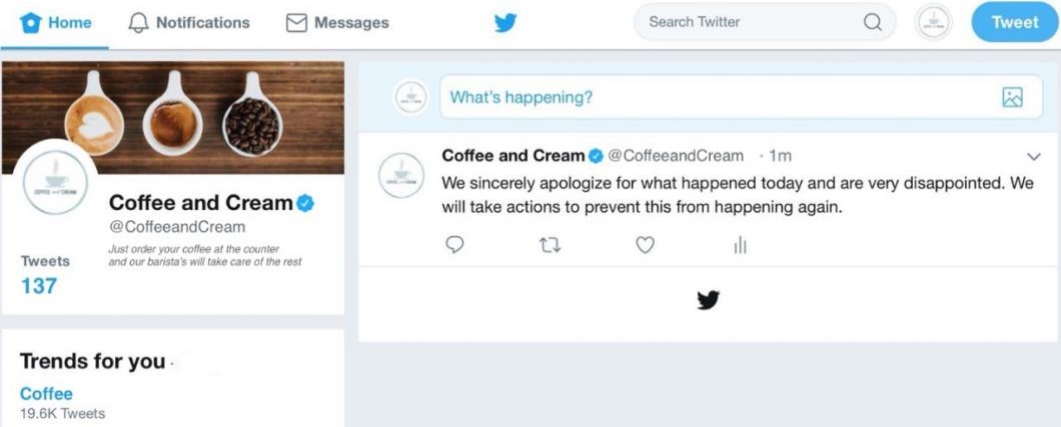 Home Notifications Messages Search Twitter Tweet
What's happening?
Coffee and Cream @CoffeeandCream · 1m
We sincerely apologize for what happened today and are very disappointed. We
will take actions to prevent this from happening again.
Coffee and Cream
@CoffeeandCream
Just order your coffee at the counter
and our barista's will take care of the rest
Tweets
137
Trends for you ·
Coffee
19.6K Tweets